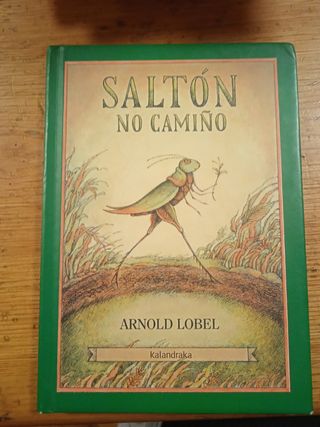 SALTÓN
NO CAMIÑO
ARNOLD LOBEL
kalandraka